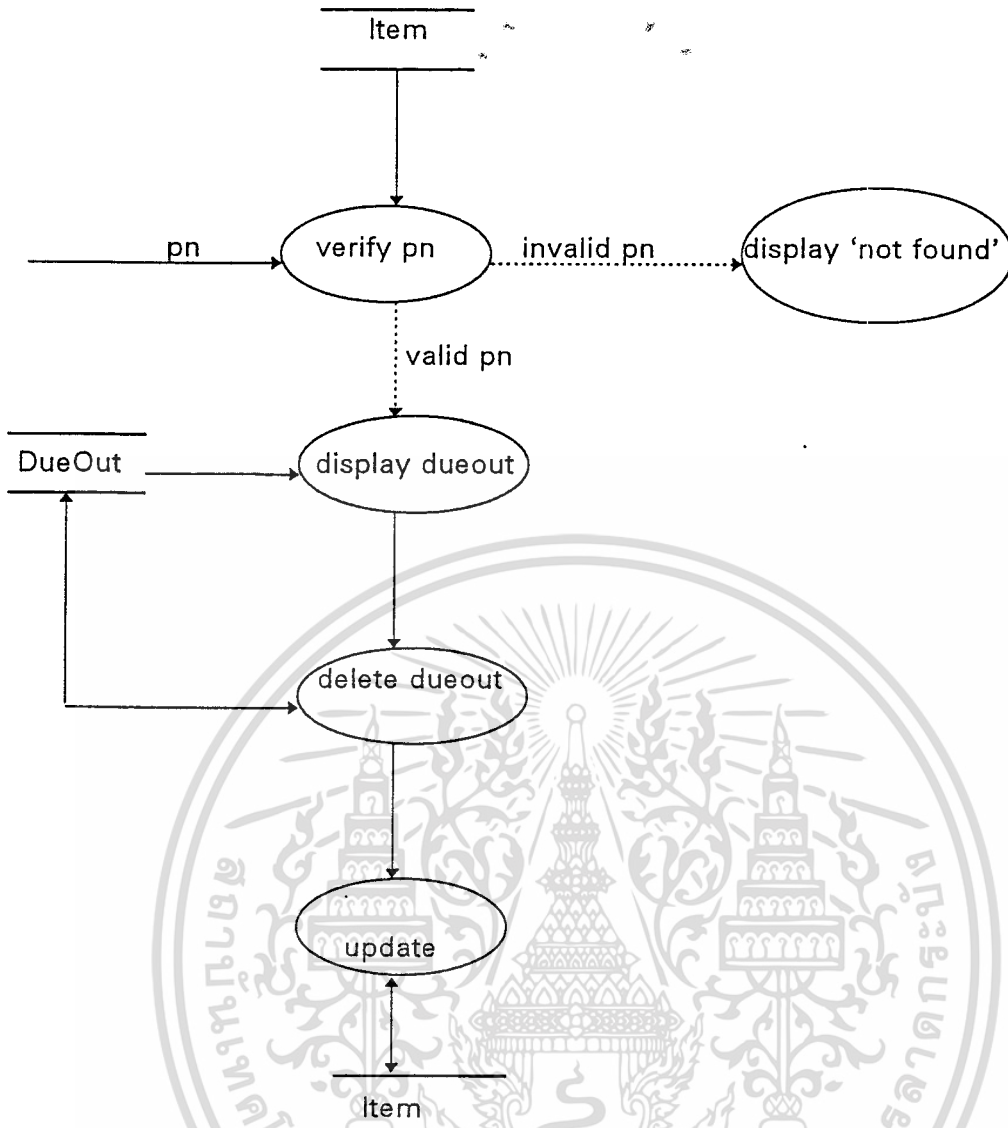 Item
pn
verify pn
invalid pn
display 'not found'
valid pn
DueOut
display dueout
delete dueout
update
Item